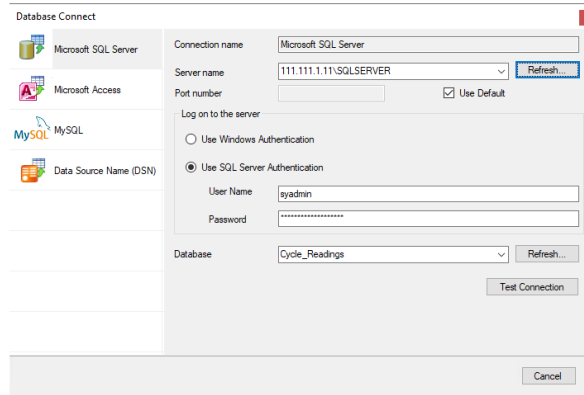 Database Connect
Microsoft SQL Server
Microsoft Access
MySQL MySQL
Data Source Name (DSN)
Connection name Microsoft SQL Server
Server name 111.111.1.11\SQLSERVER Refresh...
Port number Use Default
Log on to the server
Use Windows Authentication
Use SQL Server Authentication
User Name syadmin
Password ******************
Database Cycle_Readings Refresh...
Test Connection
Cancel